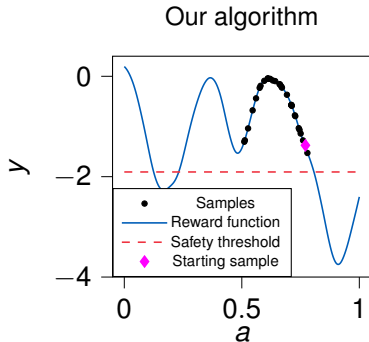 Our algorithm
0
−2
−4
y
Samples
Reward function
Safety threshold
Starting sample
0
0.5
1
a